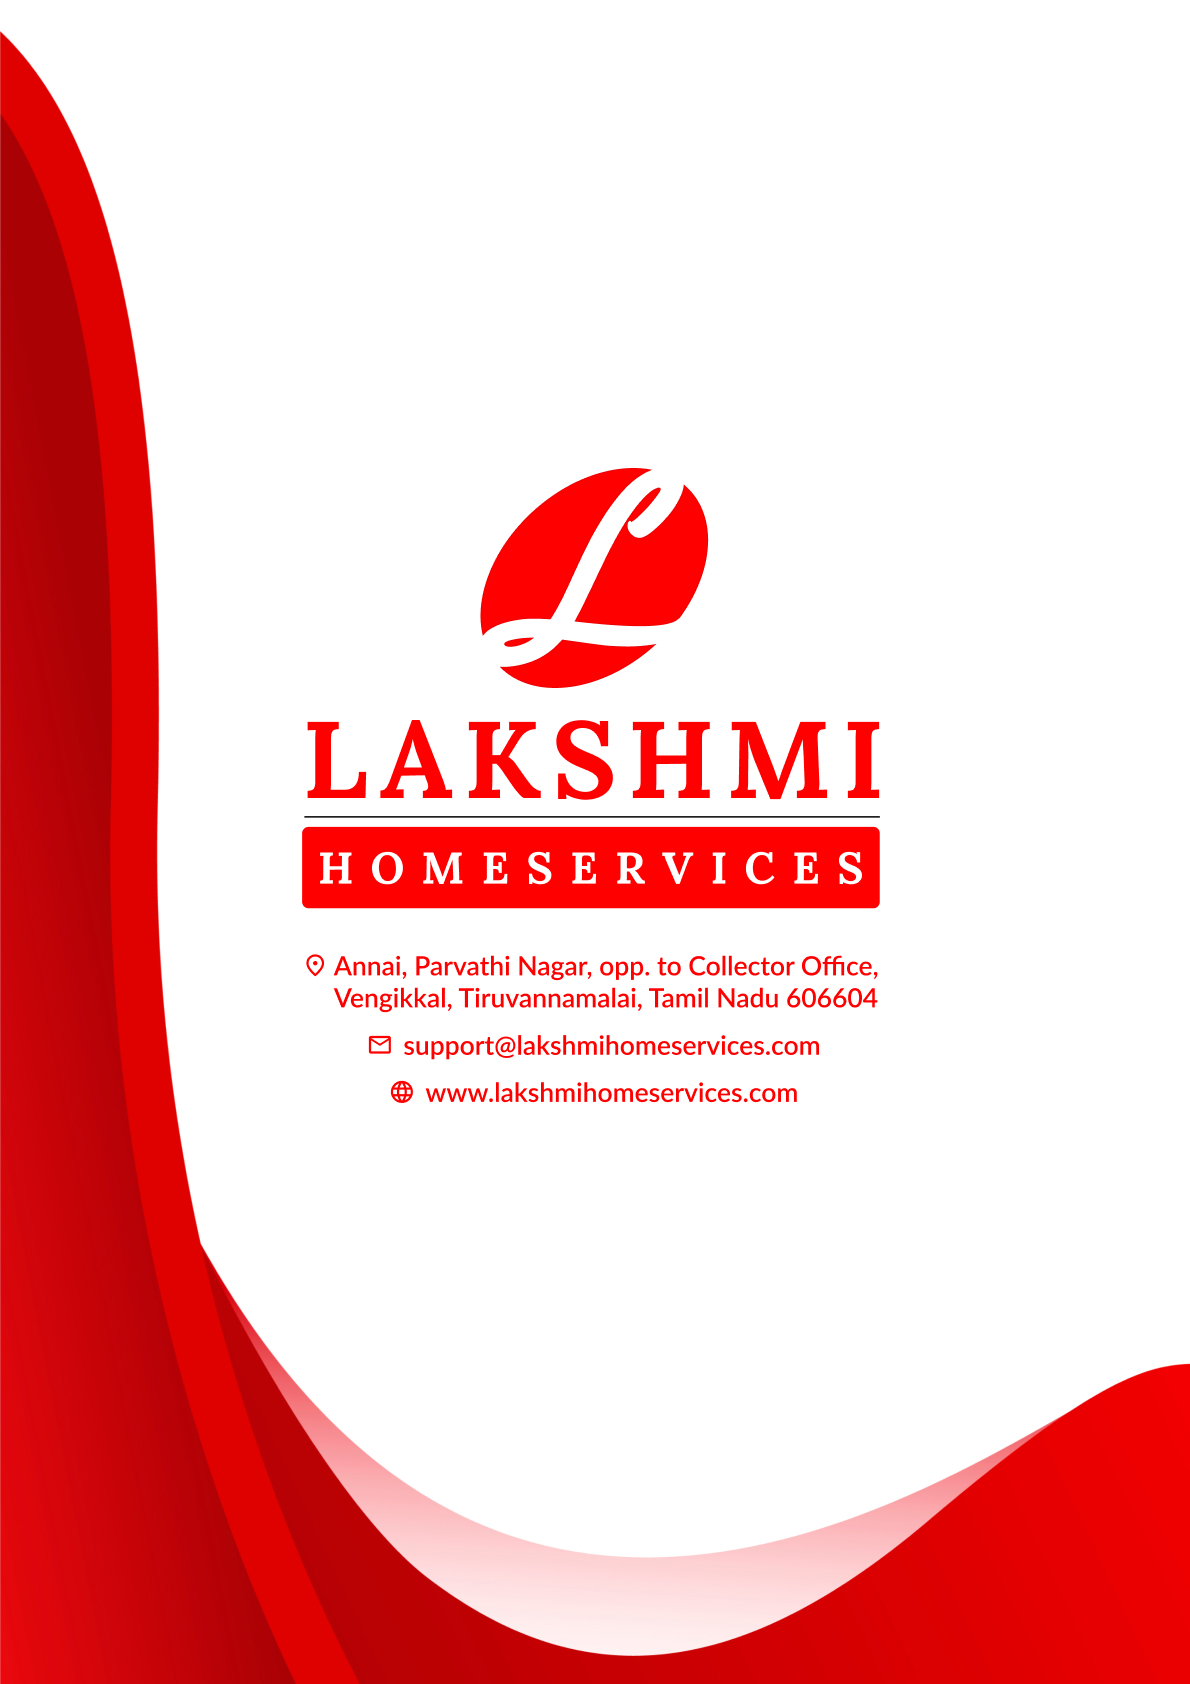 L
LAKSHMI
HOMESERVICES
Annai, Parvathi Nagar, opp. to Collector Office,
Vengikkal, Tiruvannamalai, Tamil Nadu 606604
support@lakshmihomeservices.com
www.lakshmihomeservices.com